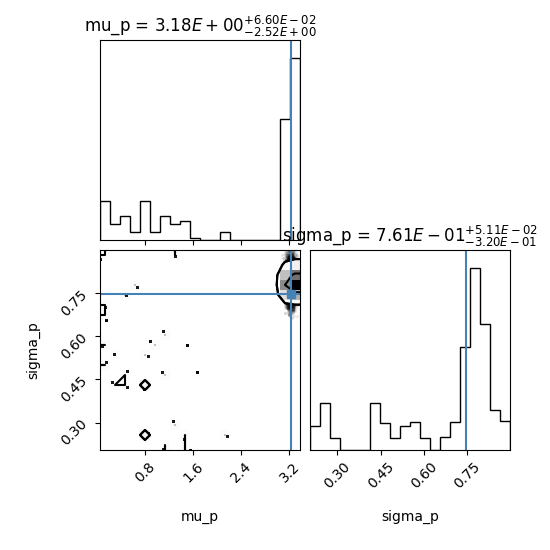 mu_p = 3.18E + 00+6.60E − 02 −2.52E + 00
sigma_p = 7.61E − 01+5.11E − 02 −3.20E − 01
0.75
0.60
0.45
0.30
sigma_p
0.8 1.6 2.4 3.2
0.30 0.45 0.60 0.75
mu_p
sigma_p